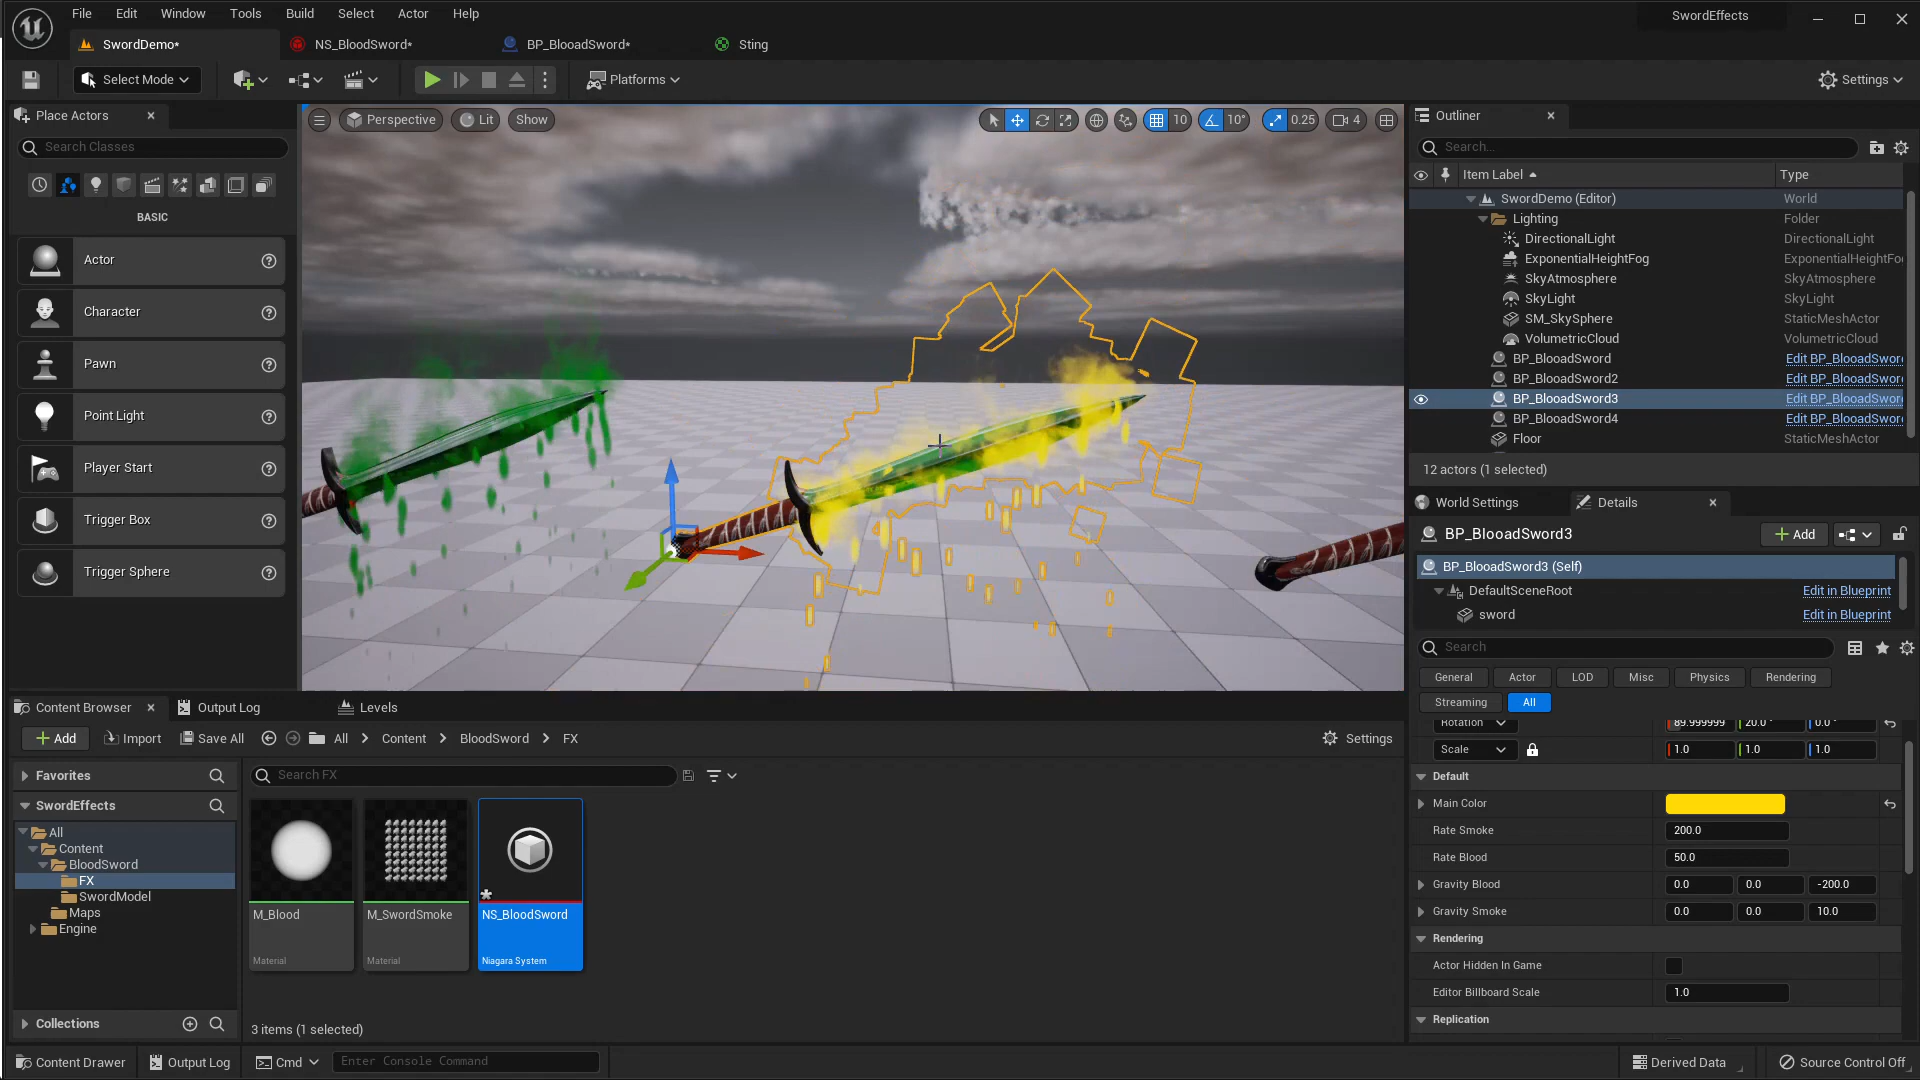 File Edit Window Tools Build Select Actor Help
SwordEffects
SwordDemo*
NS_BloodSword*
BP_BlooadSword*
Sting
Select Mode
Platforms
Settings
Place Actors
Search Classes
BASIC
Actor
Character
Pawn
Point Light
Player Start
Trigger Box
Trigger Sphere
Perspective
Lit
Show
10
10°
0.25
4
Outliner
Search...
Item Label
Type
SwordDemo (Editor) World
Lighting Folder
DirectionalLight DirectionalLight
ExponentialHeightFog ExponentialHeightFo
SkyAtmosphere SkyAtmosphere
SkyLight SkyLight
SM_SkySphere StaticMeshActor
VolumetricCloud VolumetricCloud
BP_BlooadSword Edit BP_BlooadSwor
BP_BlooadSword2 Edit BP_BlooadSwor
BP_BlooadSword3 Edit BP_BlooadSwor
BP_BlooadSword4 Edit BP_BlooadSwor
Floor StaticMeshActor
12 actors (1 selected)
World Settings
Details
BP_BlooadSword3
Add
BP_BlooadSword3 (Self)
DefaultSceneRoot Edit in Blueprint
sword Edit in Blueprint
Search
General Actor LOD Misc Physics Rendering
Streaming All
Rotation 89.999999 20.0 ° 0.0 °
Scale 1.0 1.0 1.0
Default
Main Color
Rate Smoke 200.0
Rate Blood 50.0
Gravity Blood 0.0 0.0 -200.0
Gravity Smoke 0.0 0.0 10.0
Rendering
Actor Hidden In Game
Editor Billboard Scale 1.0
Replication
Content Browser
Output Log
Levels
Add
Import
Save All
All
Content
BloodSword
FX
Settings
Favorites
SwordEffects
All
Content
BloodSword
FX
SwordModel
Maps
Engine
Collections
Search FX
M_Blood
Material
M_SwordSmoke
Material
NS_BloodSword
Niagara System
3 items (1 selected)
Content Drawer
Output Log
Cmd
Enter Console Command
Derived Data
Source Control Off